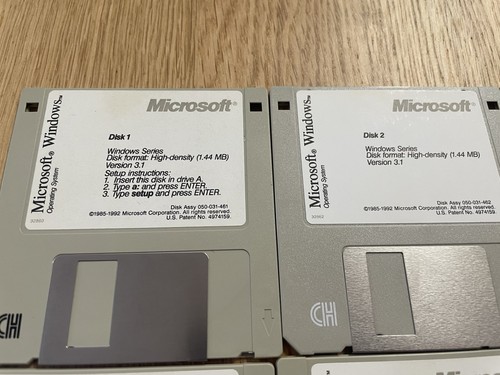 Microsoft®
Microsoft® Windows™
Operating System
Disk 1
Windows Series
Disk format: High-density (1.44 MB)
Version 3.1
Setup instructions:
1. Insert this disk in drive A.
2. Type a: and press ENTER.
3. Type setup and press ENTER.
Disk Assy 050-031-461
©1985-1992 Microsoft Corporation. All rights reserved.
U.S. Patent No. 4974159.
Microsoft®
Microsoft® Windows™
Operating System
Disk 2
Windows Series
Disk format: High-density (1.44 MB)
Version 3.1
Disk Assy 050-031-462
©1985-1992 Microsoft Corporation. All rights reserved.
U.S. Patent No. 4974159.